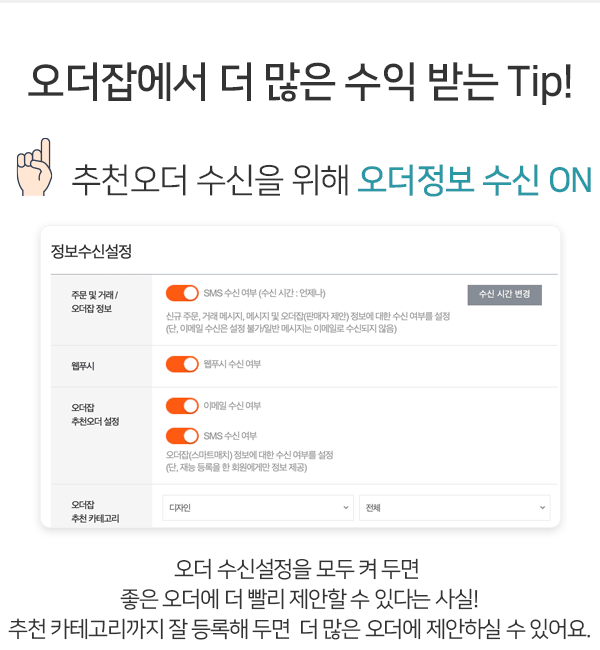 오더잡에서 더 많은 수익 받는 Tip!
추천오더 수신을 위해 오더정보 수신 ON
정보수신설정
주문 및 거래 /
오더잡 정보
SMS 수신 여부 (수신 시간 : 언제나)
수신 시간 변경
신규 주문, 거래 메시지, 메시지 및 오더잡(판매자 제안) 정보에 대한 수신 여부를 설정
(단, 이메일 수신은 설정 불가/일반 메시지는 이메일로 수신되지 않음)
웹푸시
웹푸시 수신 여부
오더잡
추천오더 설정
이메일 수신 여부
SMS 수신 여부
오더잡(스마트매치) 정보에 대한 수신 여부를 설정
(단, 재능 등록을 한 회원에게만 정보 제공)
오더잡
추천 카테고리
디자인
전체
오더 수신설정을 모두 켜 두면
좋은 오더에 더 빨리 제안할 수 있다는 사실!
추천 카테고리까지 잘 등록해 두면 더 많은 오더에 제안하실 수 있어요.